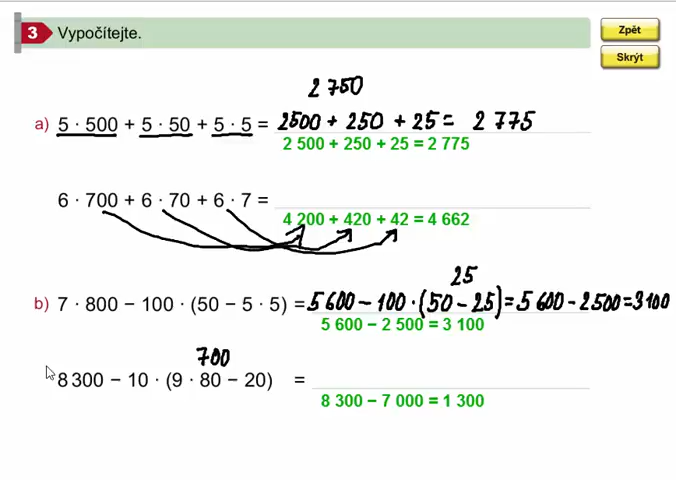 3 Vypočítejte.
Zpět
Skrýt
2 750
a) 5 · 500 + 5 · 50 + 5 · 5 = 2500 + 250 + 25 = 2 775
2 500 + 250 + 25 = 2 775
6 · 700 + 6 · 70 + 6 · 7 =
4 200 + 420 + 42 = 4 662
25
b) 7 · 800 − 100 · (50 − 5 · 5) = 5 600 − 100 · (50 − 25) = 5 600 − 2500 = 3100
5 600 − 2 500 = 3 100
700
8 300 − 10 · (9 · 80 − 20) =
8 300 − 7 000 = 1 300